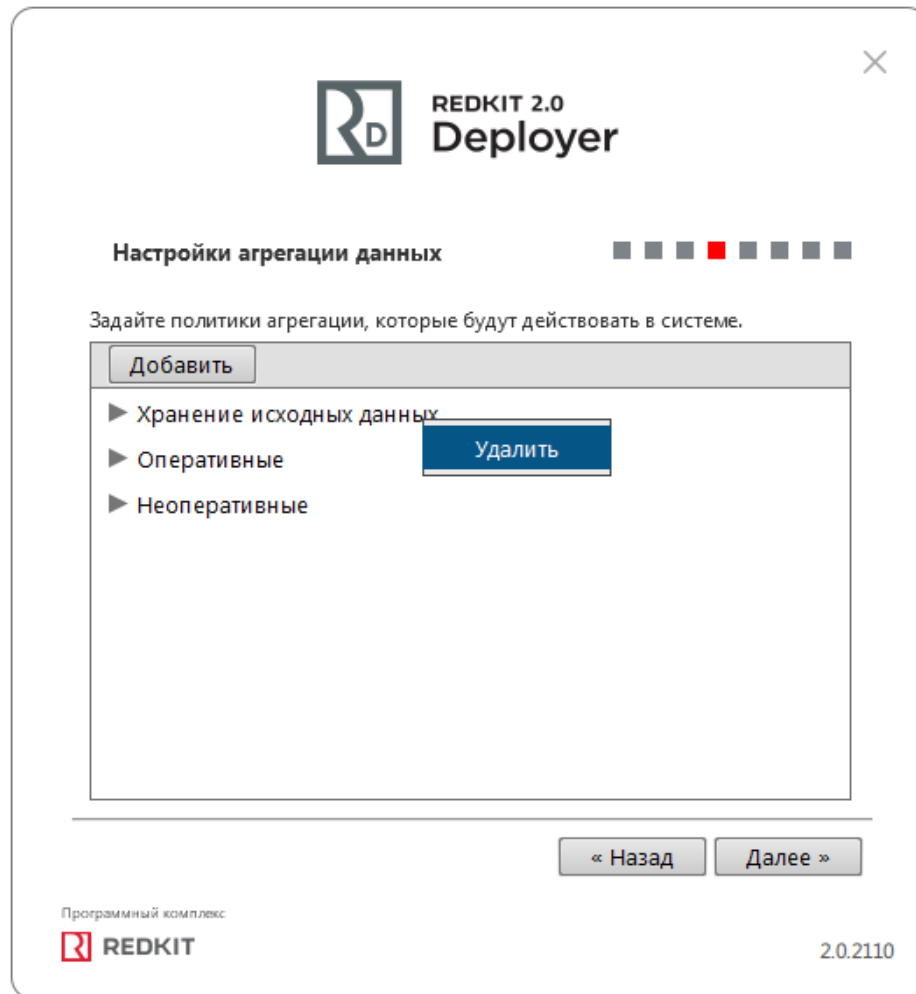 REDKIT 2.0
Deployer
Настройки агрегации данных
Задайте политики агрегации, которые будут действовать в системе.
Добавить
Хранение исходных данных
Удалить
Оперативные
Неоперативные
« Назад
Далее »
Программный комплекс
REDKIT
2.0.2110